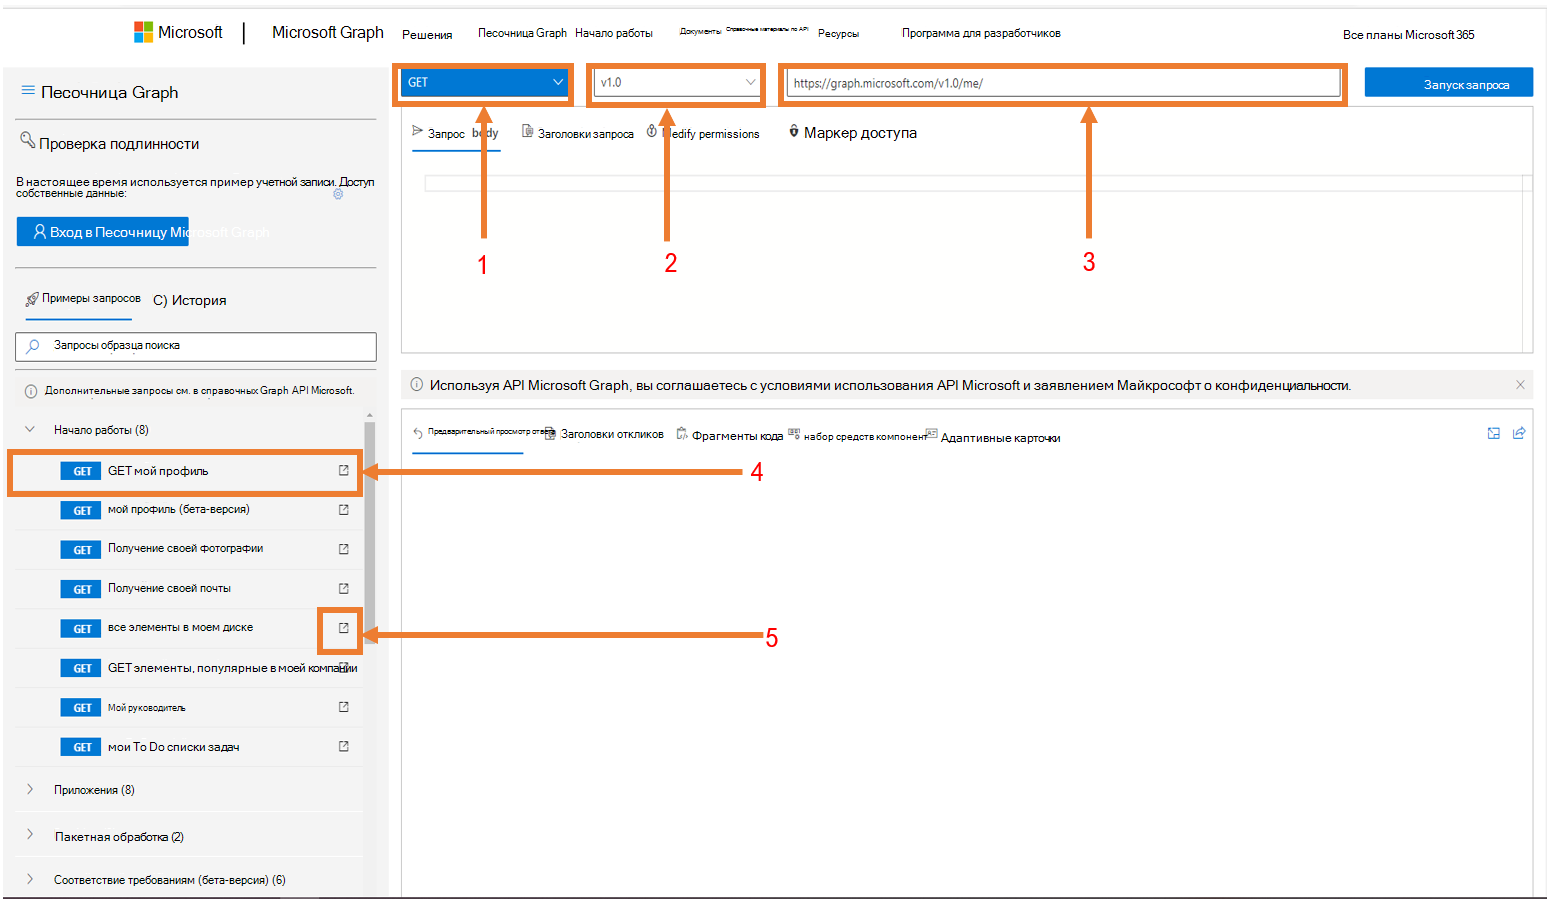 Microsoft | Microsoft Graph Решения Песочница Graph Начало работы Документы Справочные материалы по API Ресурсы Программа для разработчиков Все планы Microsoft 365
Песочница Graph
Проверка подлинности
В настоящее время используется пример учетной записи. Доступ
собственные данные:
Вход в Песочницу Microsoft Graph
Примеры запросов С) История
Запросы образца поиска
Дополнительные запросы см. в справочных Graph API Microsoft.
Начало работы (8)
GET GET мой профиль
GET мой профиль (бета-версия)
GET Получение своей фотографии
GET Получение своей почты
GET все элементы в моем диске
GET GET элементы, популярные в моей компании
GET Мой руководитель
GET мои To Do списки задач
Приложения (8)
Пакетная обработка (2)
Соответствие требованиям (бета-версия) (6)
GET v1.0 https://graph.microsoft.com/v1.0/me/ Запуск запроса
Запрос body Заголовки запроса Modify permissions Маркер доступа
1 2 3
Используя API Microsoft Graph, вы соглашаетесь с условиями использования API Microsoft и заявлением Майкрософт о конфиденциальности.
Предварительный просмотр ответа Заголовки откликов Фрагменты кода набор средств компонент Адаптивные карточки
4
5